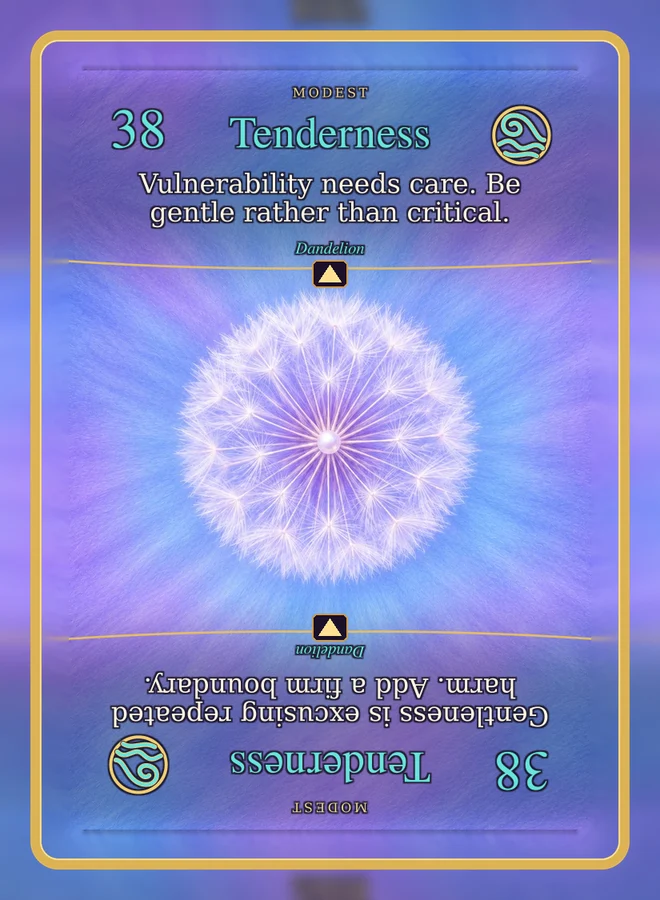 MODEST
38 Tenderness
Vulnerability needs care. Be
gentle rather than critical.
Dandelion
Dandelion
Gentleness is excusing repeated
harm. Add a firm boundary.
38 Tenderness
MODEST